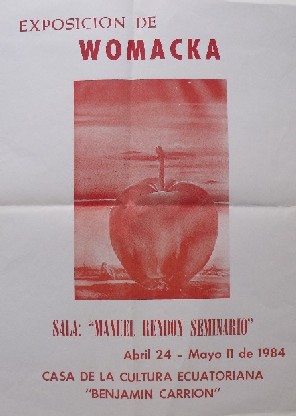 EXPOSICION DE
WOMACKA
SALA: "MANUEL RENDON SEMINARIO"
Abril 24 - Mayo 11 de 1984
CASA DE LA CULTURA ECUATORIANA
"BENJAMIN CARRION"